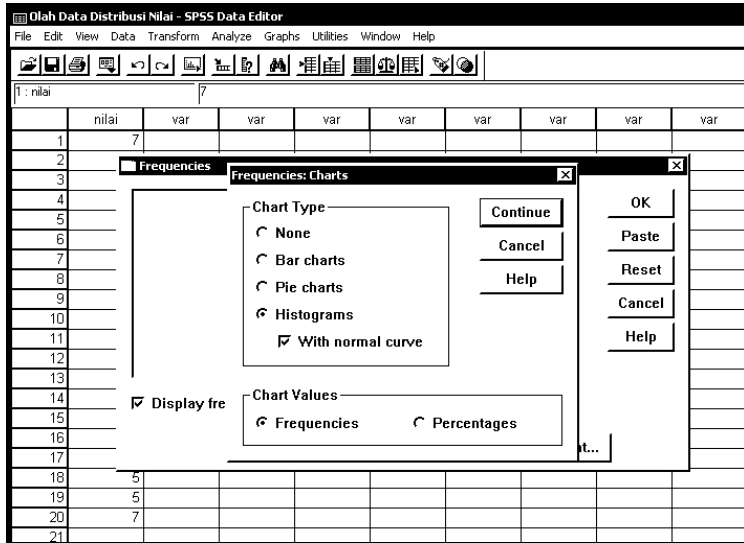 Olah Data Distribusi Nilai - SPSS Data Editor
File Edit View Data Transform Analyze Graphs Utilities Window Help
1 : nilai 7
nilai var var var var var var var var
1 7
2
Frequencies
Frequencies: Charts
3
4
Chart Type
Continue
OK
5
None
6
Cancel
Paste
7
Bar charts
8
Pie charts
Help
Reset
9
Histograms
Cancel
10
11
With normal curve
Help
12
13
14
Display fre
Chart Values
15
Frequencies Percentages
16
17
t...
18 5
19 5
20 7
21